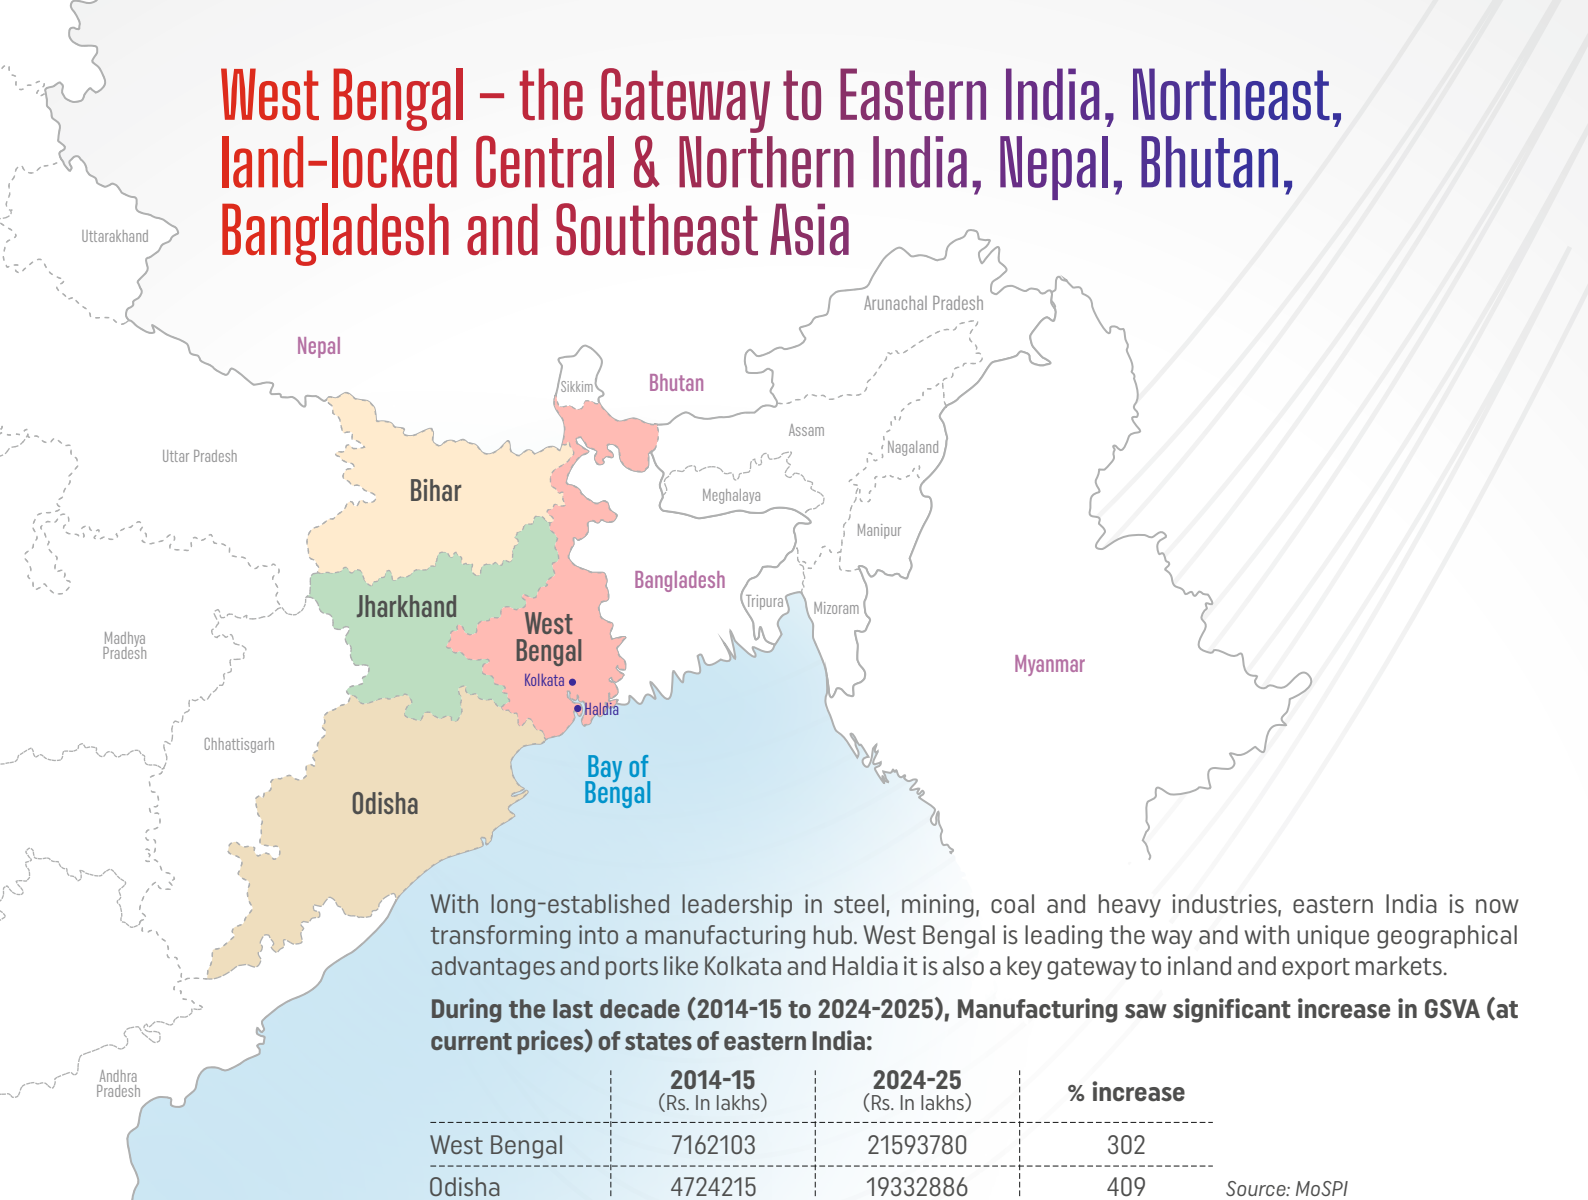 West Bengal – the Gateway to Eastern India, Northeast,
land-locked Central & Northern India, Nepal, Bhutan,
Bangladesh and Southeast Asia
Uttarakhand
Arunachal Pradesh
Nepal
Sikkim
Bhutan
Assam
Nagaland
Uttar Pradesh
Bihar
Meghalaya
Manipur
Bangladesh
Jharkhand
Tripura
Mizoram
West
Bengal
Madhya
Pradesh
Myanmar
Kolkata
Haldia
Chhattisgarh
Bay of
Bengal
Odisha
With long-established leadership in steel, mining, coal and heavy industries, eastern India is now
transforming into a manufacturing hub. West Bengal is leading the way and with unique geographical
advantages and ports like Kolkata and Haldia it is also a key gateway to inland and export markets.
During the last decade (2014-15 to 2024-2025), Manufacturing saw significant increase in GSVA (at
current prices) of states of eastern India:
Andhra
Pradesh
2014-15 2024-25 % increase
(Rs. In lakhs) (Rs. In lakhs)
West Bengal 7162103 21593780 302
Odisha 4724215 19332886 409
Source: MoSPI